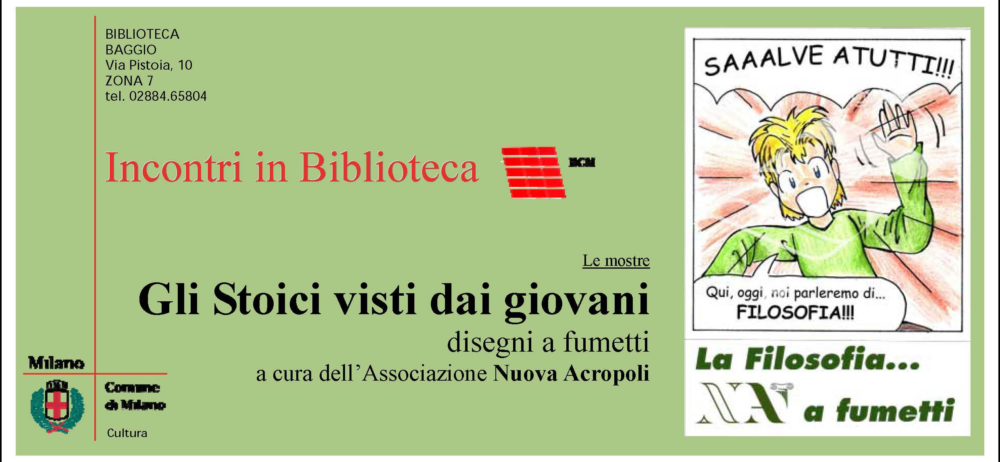 BIBLIOTECA
BAGGIO
Via Pistoia, 10
ZONA 7
tel. 02884.65804
Incontri in Biblioteca
BCM
Le mostre
Gli Stoici visti dai giovani
disegni a fumetti
a cura dell’Associazione Nuova Acropoli
Milano
Comune
di Milano
Cultura
SAAALVE A TUTTI!!!
Qui, oggi, noi parleremo di...
FILOSOFIA!!!
La Filosofia...
NA a fumetti